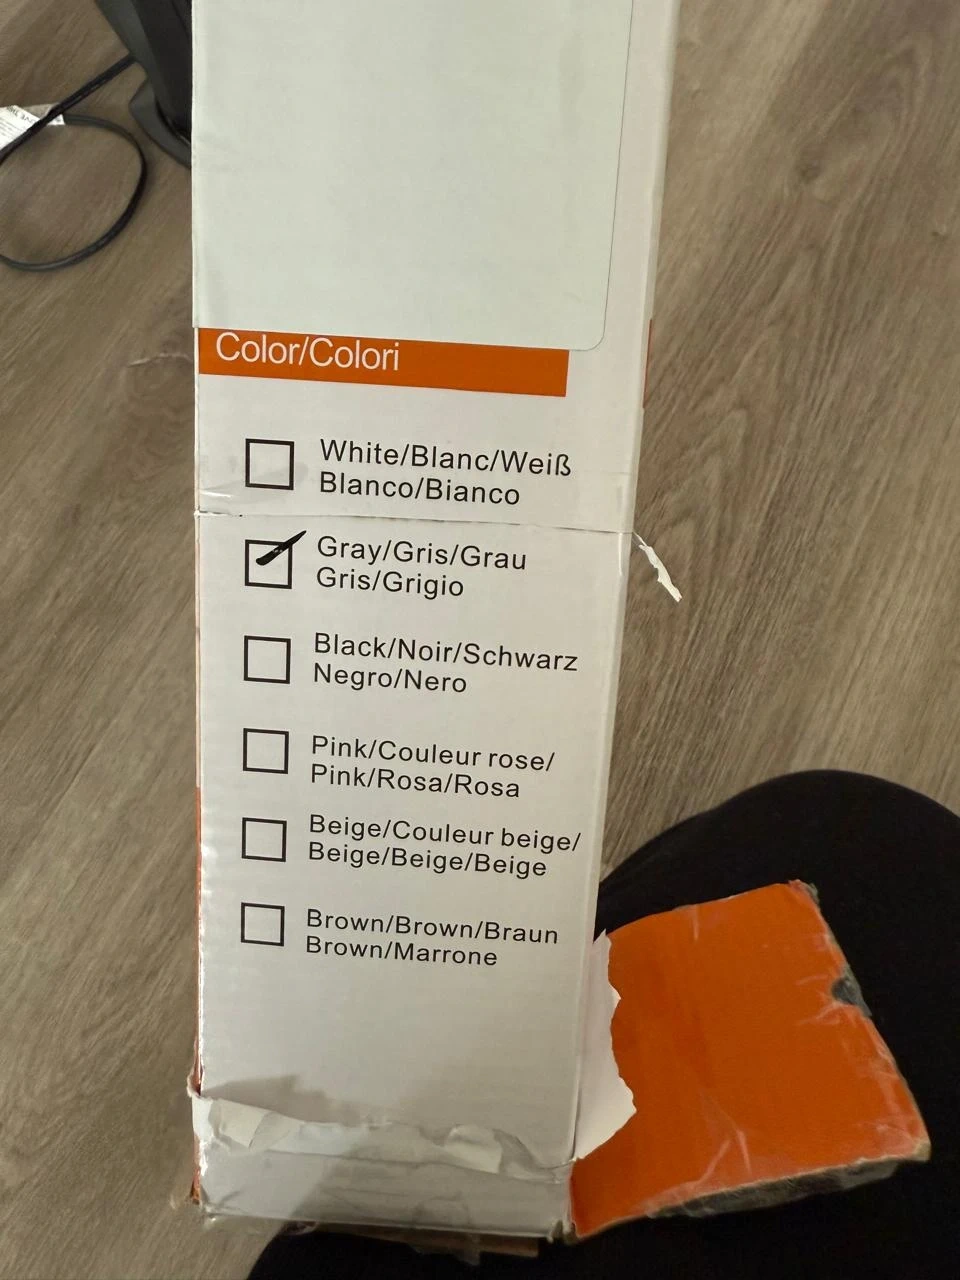 Color/Colori
White/Blanc/Weiß
Blanco/Bianco
Gray/Gris/Grau
Gris/Grigio
Black/Noir/Schwarz
Negro/Nero
Pink/Couleur rose/
Pink/Rosa/Rosa
Beige/Couleur beige/
Beige/Beige/Beige
Brown/Brown/Braun
Brown/Marrone